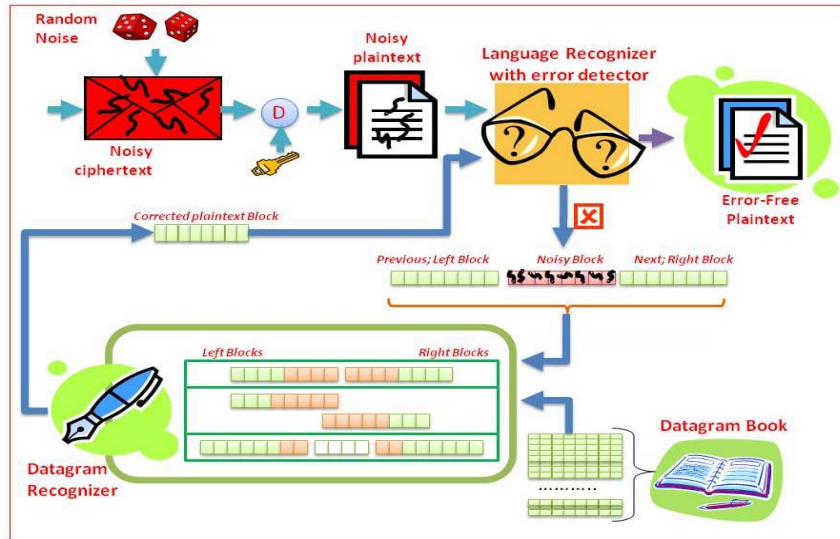 Random
Noise
Noisy
ciphertext
D
Noisy
plaintext
Language Recognizer
with error detector
? ?
Error-Free
Plaintext
Corrected plaintext Block
Previous; Left Block
Noisy Block
Next; Right Block
Left Blocks
Right Blocks
Datagram
Recognizer
Datagram Book
...........